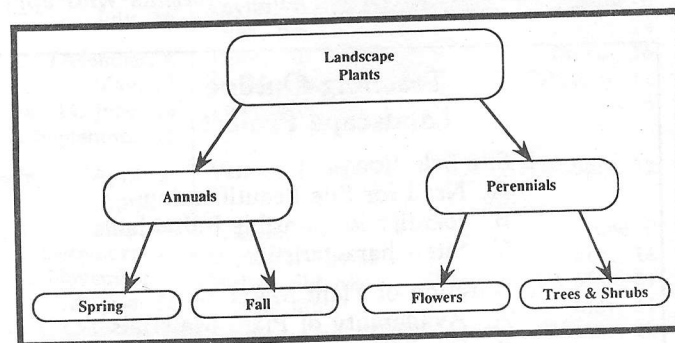 Landscape
Plants
Annuals
Perennials
Spring
Fall
Flowers
Trees & Shrubs